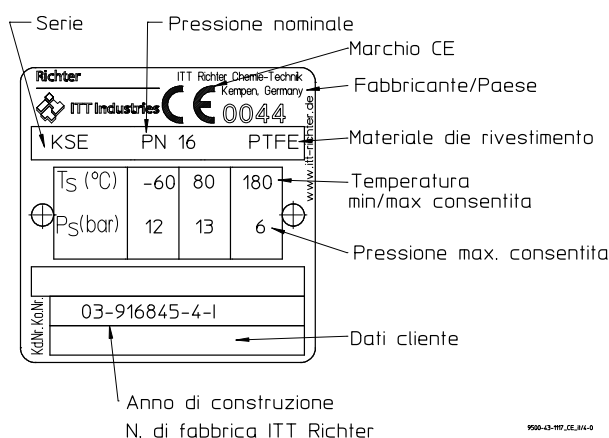 Serie
Pressione nominale
Marchio CE
Richter
ITT Richter Chemie-Technik
Kempen, Germany
Fabbricante/Paese
ITT Industries
CE
0044
www.itt-richter.de
KSE PN 16 PTFE
Materiale die rivestimento
Ts (°C) -60 80 180
Temperatura
min/max consentita
Ps(bar) 12 13 6
Pressione max. consentita
Kd.Nr.Ko.Nr.
03-916845-4-I
Dati cliente
Anno di construzione
N. di fabbrica ITT Richter
9500-43-1117_CE_II/4-0